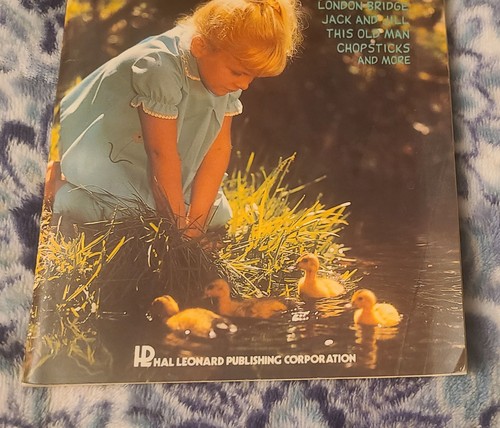 LONDON BRIDGE
JACK AND JILL
THIS OLD MAN
CHOPSTICKS
AND MORE
HAL LEONARD PUBLISHING CORPORATION